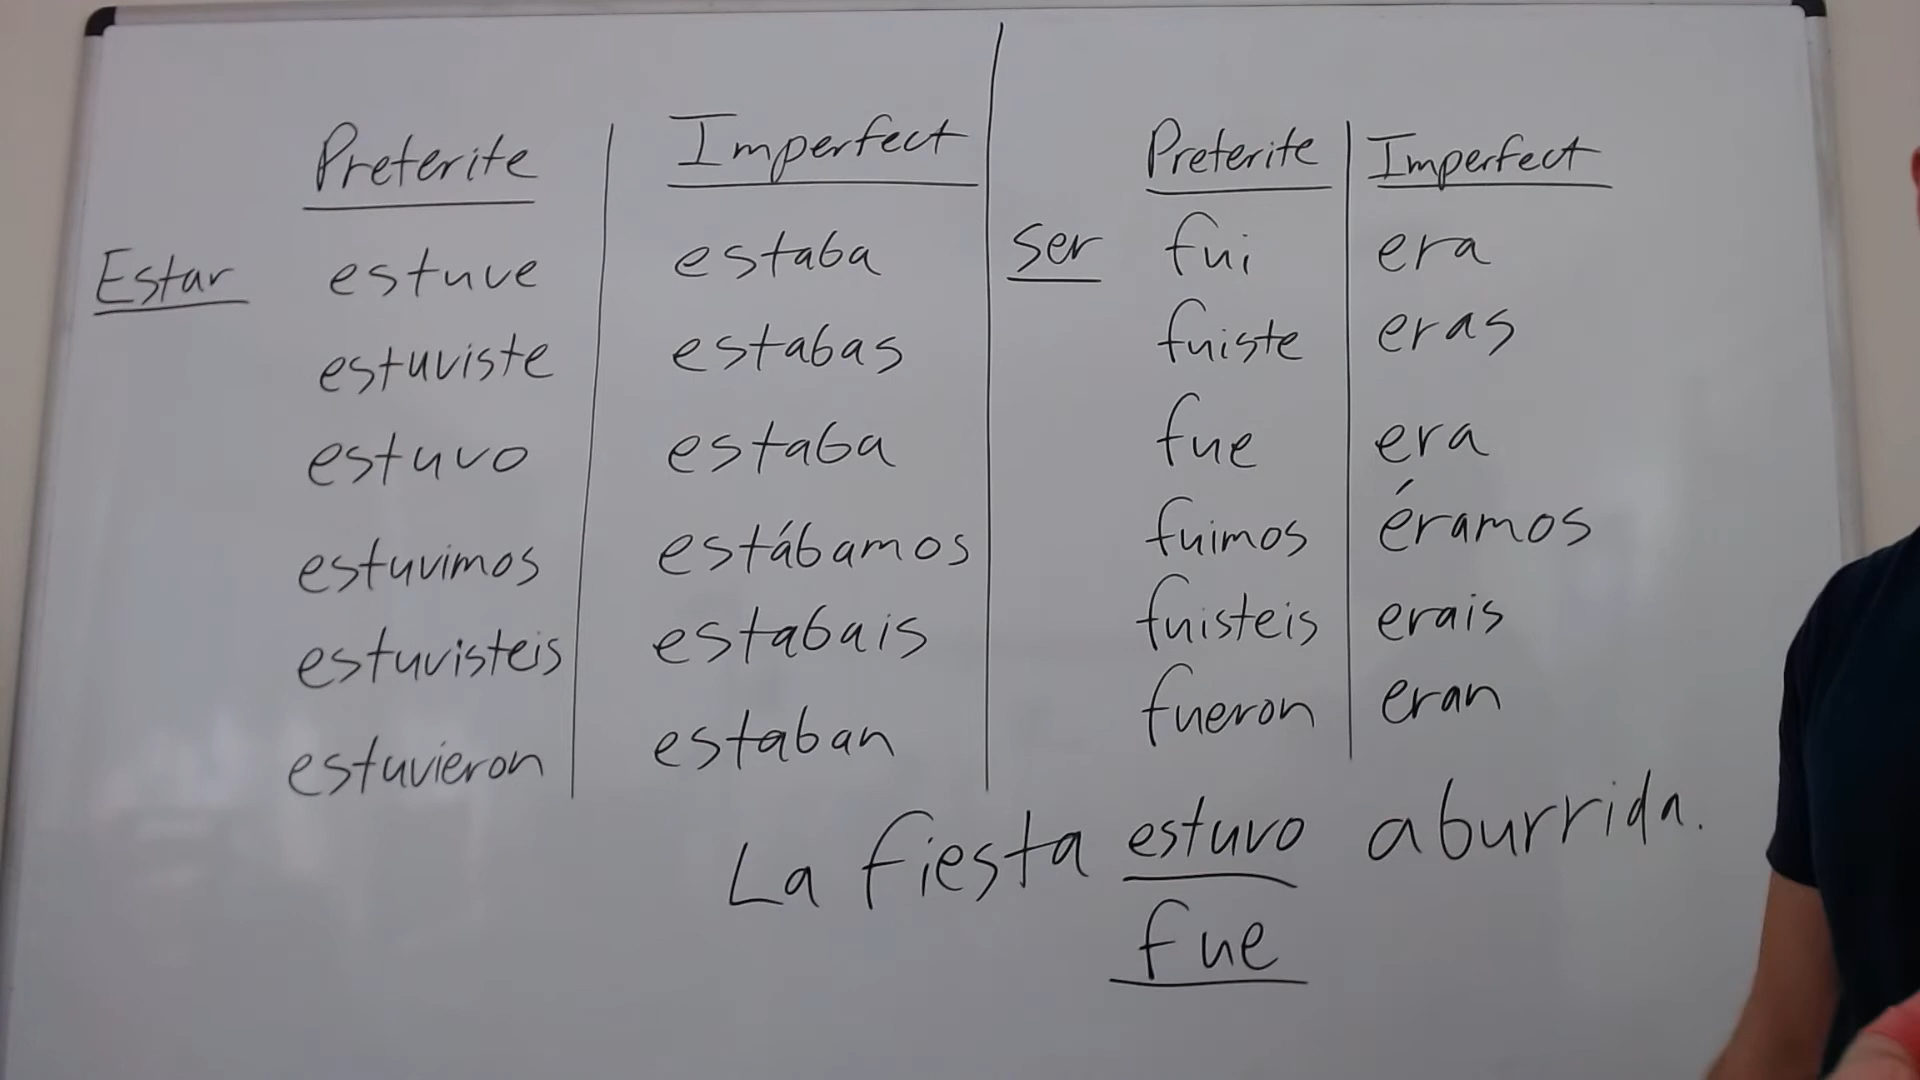 Preterite Imperfect Preterite Imperfect
Estar estuve estaba Ser fui era
estuviste estabas fuiste eras
estuvo estaba fue era
estuvimos estábamos fuimos éramos
estuvisteis estabais fuisteis erais
estuvieron estaban fueron eran
La fiesta estuvo aburrida.
fue